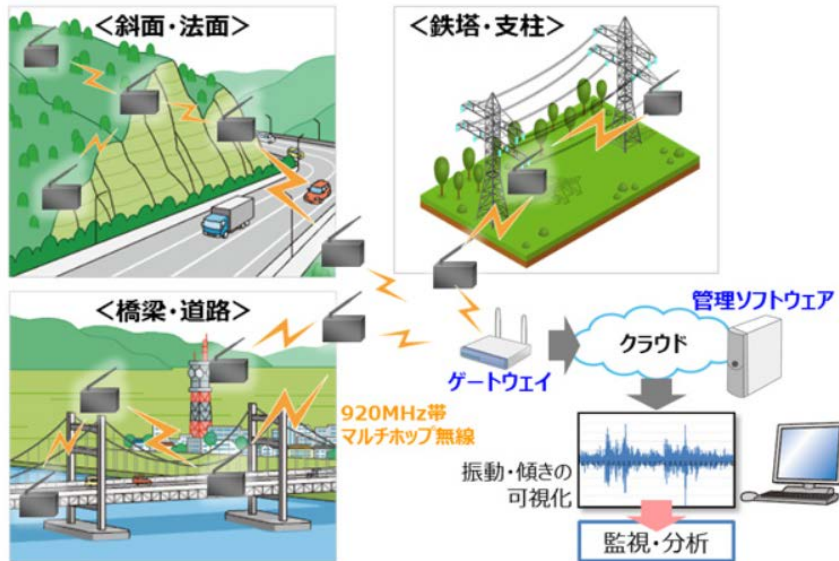 ＜斜面・法面＞
＜鉄塔・支柱＞
＜橋梁・道路＞
920MHz帯
マルチホップ無線
ゲートウェイ
クラウド
管理ソフトウェア
振動・傾きの
可視化
監視・分析